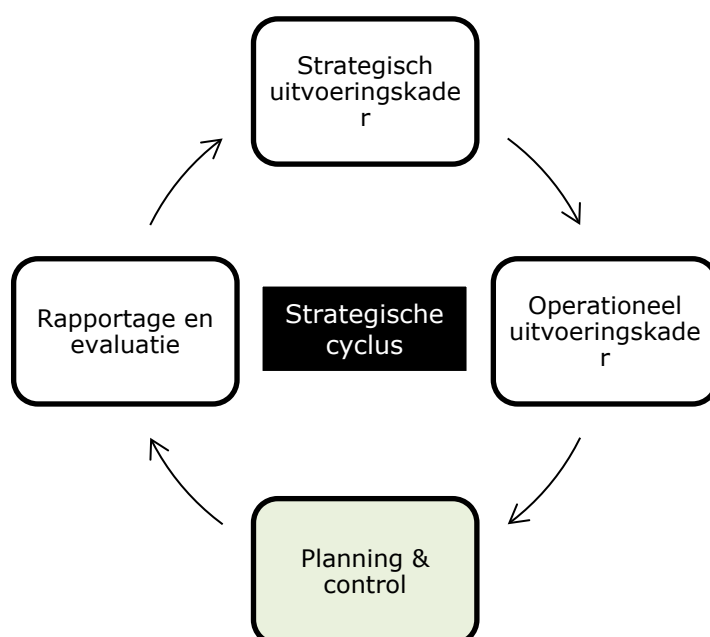 Strategisch
uitvoeringskade
r
Rapportage en
evaluatie
Strategische
cyclus
Operationeel
uitvoeringskade
r
Planning &
control